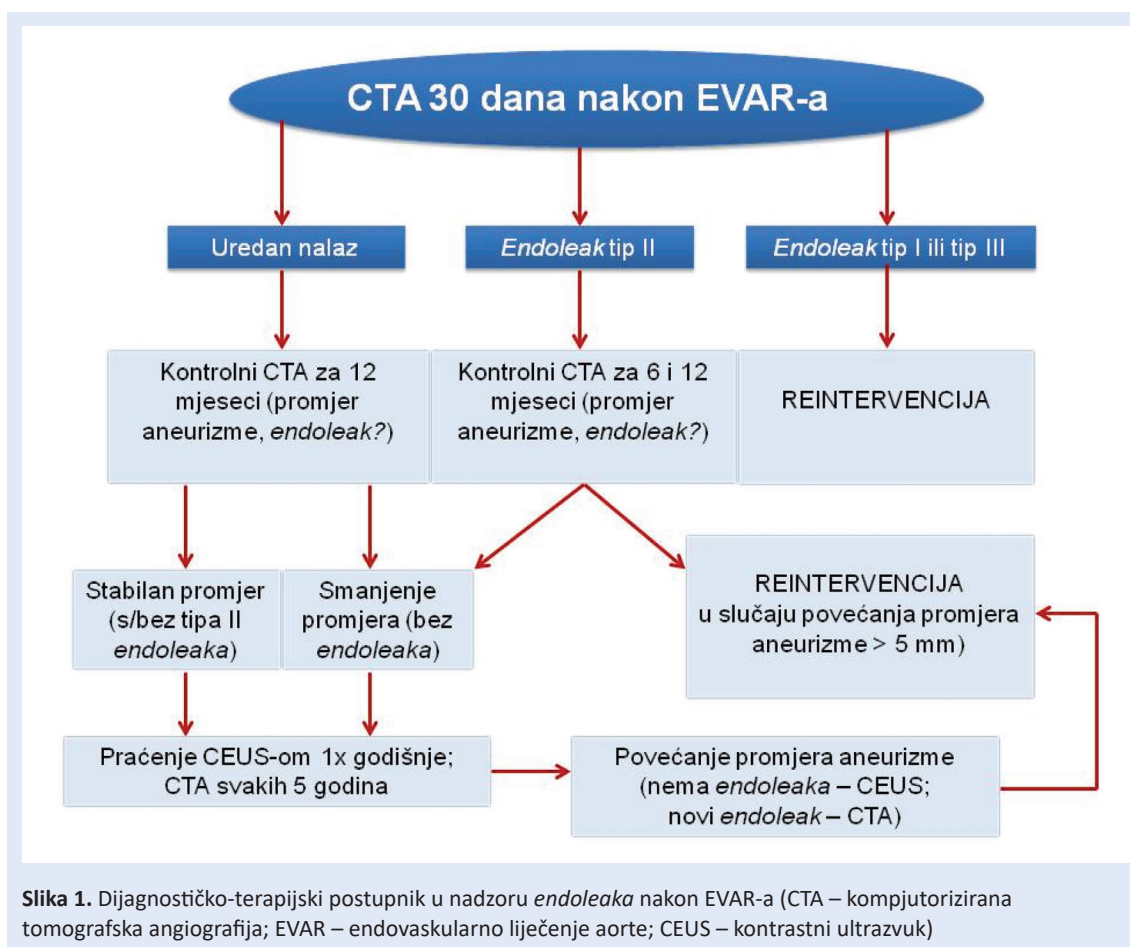 CTA 30 dana nakon EVAR-a
Uredan nalaz
Endoleak tip II
Endoleak tip I ili tip III
Kontrolni CTA za 12
mjeseci (promjer
aneurizme, endoleak?)
Kontrolni CTA za 6 i 12
mjeseci (promjer
aneurizme, endoleak?)
REINTERVENCIJA
Stabilan promjer
(s/bez tipa II
endoleaka)
Smanjenje
promjera (bez
endoleaka)
REINTERVENCIJA
u slučaju povećanja promjera
aneurizme > 5 mm)
Praćenje CEUS-om 1x godišnje;
CTA svakih 5 godina
Povećanje promjera aneurizme
(nema endoleaka – CEUS;
novi endoleak – CTA)
Slika 1. Dijagnostičko-terapijski postupnik u nadzoru endoleaka nakon EVAR-a (CTA – kompjutorizirana
tomografska angiografija; EVAR – endovaskularno liječenje aorte; CEUS – kontrastni ultrazvuk)